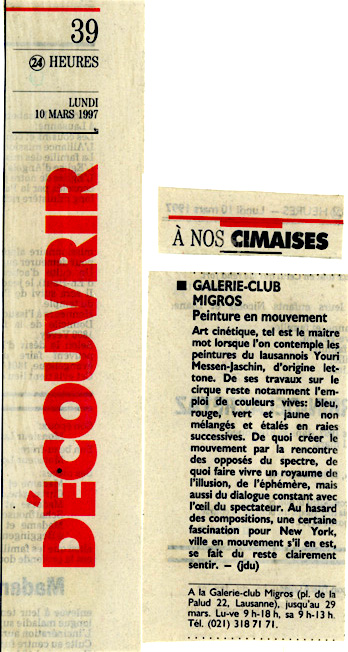 39
24 HEURES
LUNDI
10 MARS 1997
DÉCOUVRIR
À NOS CIMAISES
■ GALERIE-CLUB
MIGROS
Peinture en mouvement
Art cinétique, tel est le maître
mot lorsque l'on contemple les
peintures du lausannois Youri
Messen-Jaschin, d'origine let-
tone. De ses travaux sur le
cirque reste notamment l'em-
ploi de couleurs vives: bleu,
rouge, vert et jaune non
mélangés et étalés en raies
successives. De quoi créer le
mouvement par la rencontre
des opposés du spectre, de
quoi faire vivre un royaume de
l'illusion, de l'éphémère, mais
aussi du dialogue constant avec
l'œil du spectateur. Au hasard
des compositions, une certaine
fascination pour New York,
ville en mouvement s'il en est,
se fait du reste clairement
sentir. – (jdu)
A la Galerie-club Migros (pl. de la
Palud 22, Lausanne), jusqu'au 29
mars. Lu-ve 9 h-18 h, sa 9 h-13 h.
Tél. (021) 318 71 71.